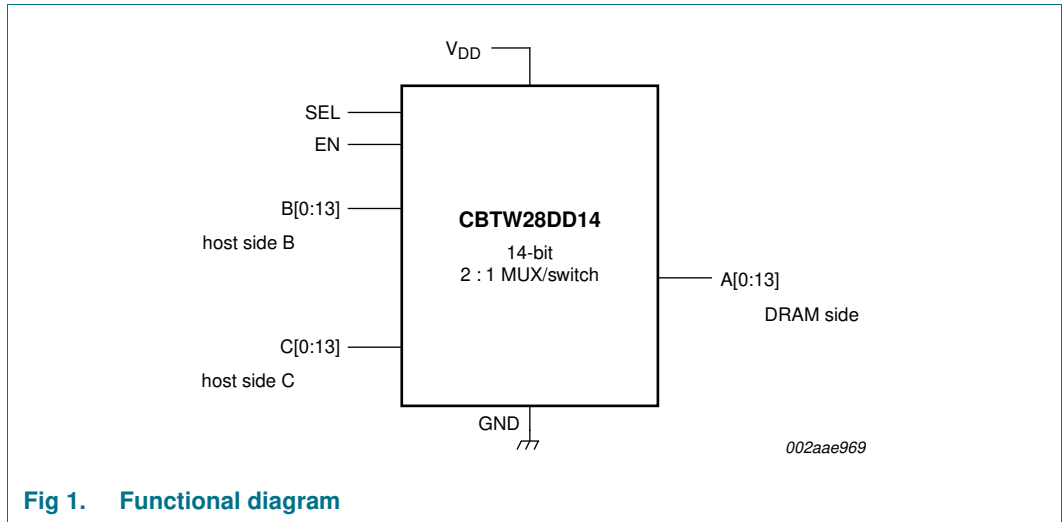 VDD
SEL
EN
B[0:13]
host side B
CBTW28DD14
14-bit
2 : 1 MUX/switch
A[0:13]
DRAM side
C[0:13]
host side C
GND
002aae969
Fig 1. Functional diagram